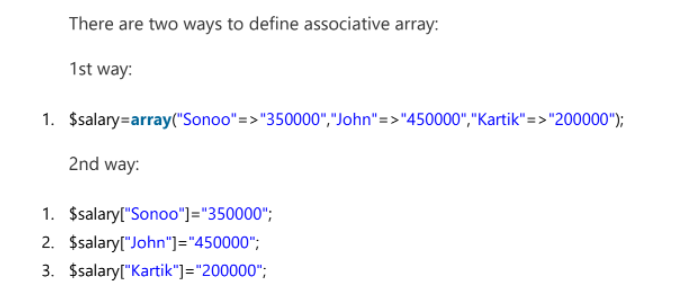 There are two ways to define associative array:
1st way:
1. $salary=array("Sonoo"=>"350000","John"=>"450000","Kartik"=>"200000");
2nd way:
1. $salary["Sonoo"]="350000";
2. $salary["John"]="450000";
3. $salary["Kartik"]="200000";